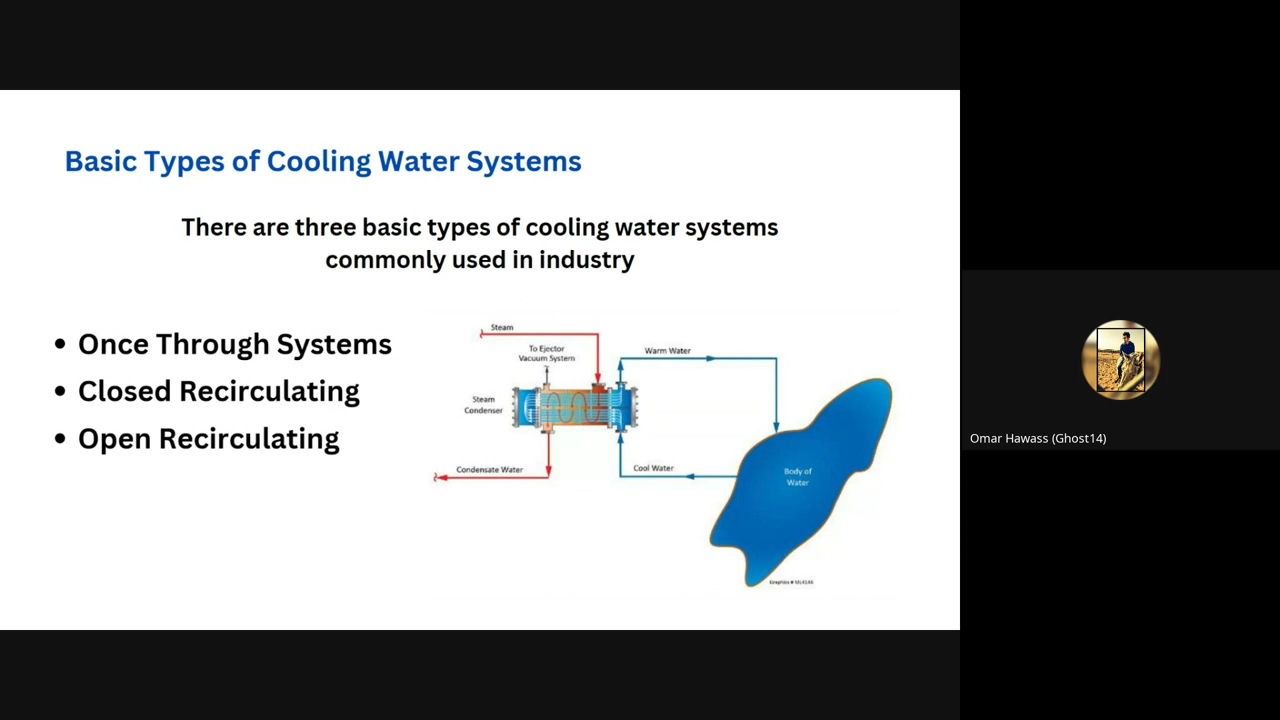 Basic Types of Cooling Water Systems
There are three basic types of cooling water systems
commonly used in industry
• Once Through Systems
• Closed Recirculating
• Open Recirculating
Steam
To Ejector
Vacuum System
Warm Water
Steam
Condenser
Condensate Water
Cool Water
Body of
Water
Omar Hawass (Ghost14)